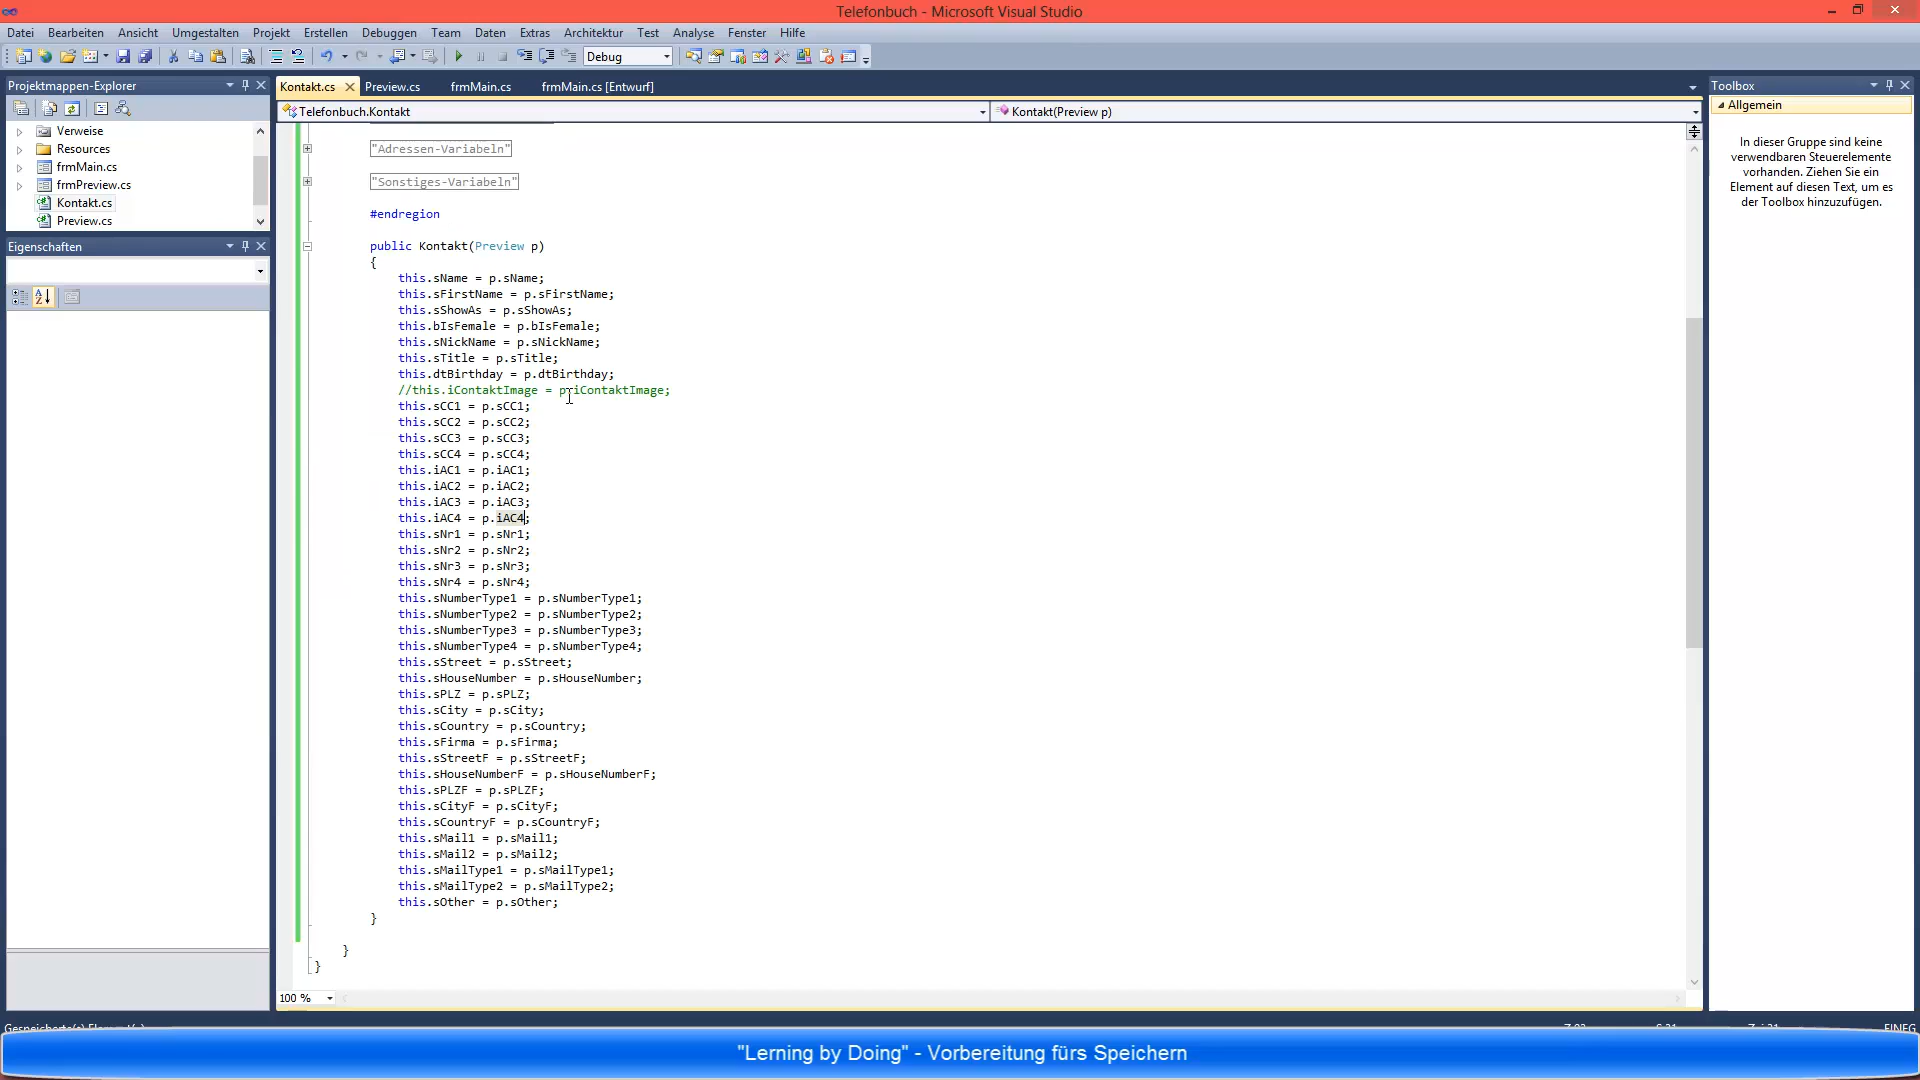 Telefonbuch - Microsoft Visual Studio
Datei Bearbeiten Ansicht Umgestalten Projekt Erstellen Debuggen Team Daten Extras Architektur Test Analyse Fenster Hilfe
Debug
Projektmappen-Explorer
Verweise
Resources
frmMain.cs
frmPreview.cs
Kontakt.cs
Preview.cs
Eigenschaften
Kontakt.cs Preview.cs frmMain.cs frmMain.cs [Entwurf]
Telefonbuch.Kontakt Kontakt(Preview p)
"Adressen-Variabeln"
"Sonstiges-Variabeln"
#endregion
public Kontakt(Preview p)
{
this.sName = p.sName;
this.sFirstName = p.sFirstName;
this.sShowAs = p.sShowAs;
this.bIsFemale = p.bIsFemale;
this.sNickName = p.sNickName;
this.sTitle = p.sTitle;
this.dtBirthday = p.dtBirthday;
//this.iContaktImage = p.iContaktImage;
this.sCC1 = p.sCC1;
this.sCC2 = p.sCC2;
this.sCC3 = p.sCC3;
this.sCC4 = p.sCC4;
this.iAC1 = p.iAC1;
this.iAC2 = p.iAC2;
this.iAC3 = p.iAC3;
this.iAC4 = p.iAC4;
this.sNr1 = p.sNr1;
this.sNr2 = p.sNr2;
this.sNr3 = p.sNr3;
this.sNr4 = p.sNr4;
this.sNumberType1 = p.sNumberType1;
this.sNumberType2 = p.sNumberType2;
this.sNumberType3 = p.sNumberType3;
this.sNumberType4 = p.sNumberType4;
this.sStreet = p.sStreet;
this.sHouseNumber = p.sHouseNumber;
this.sPLZ = p.sPLZ;
this.sCity = p.sCity;
this.sCountry = p.sCountry;
this.sFirma = p.sFirma;
this.sStreetF = p.sStreetF;
this.sHouseNumberF = p.sHouseNumberF;
this.sPLZF = p.sPLZF;
this.sCityF = p.sCityF;
this.sCountryF = p.sCountryF;
this.sMail1 = p.sMail1;
this.sMail2 = p.sMail2;
this.sMailType1 = p.sMailType1;
this.sMailType2 = p.sMailType2;
this.sOther = p.sOther;
}
}
}
100 %
Toolbox
Allgemein
In dieser Gruppe sind keine
verwendbaren Steuerelemente
vorhanden. Ziehen Sie ein
Element auf diesen Text, um es
der Toolbox hinzuzufügen.
"Lerning by Doing" - Vorbereitung fürs Speichern